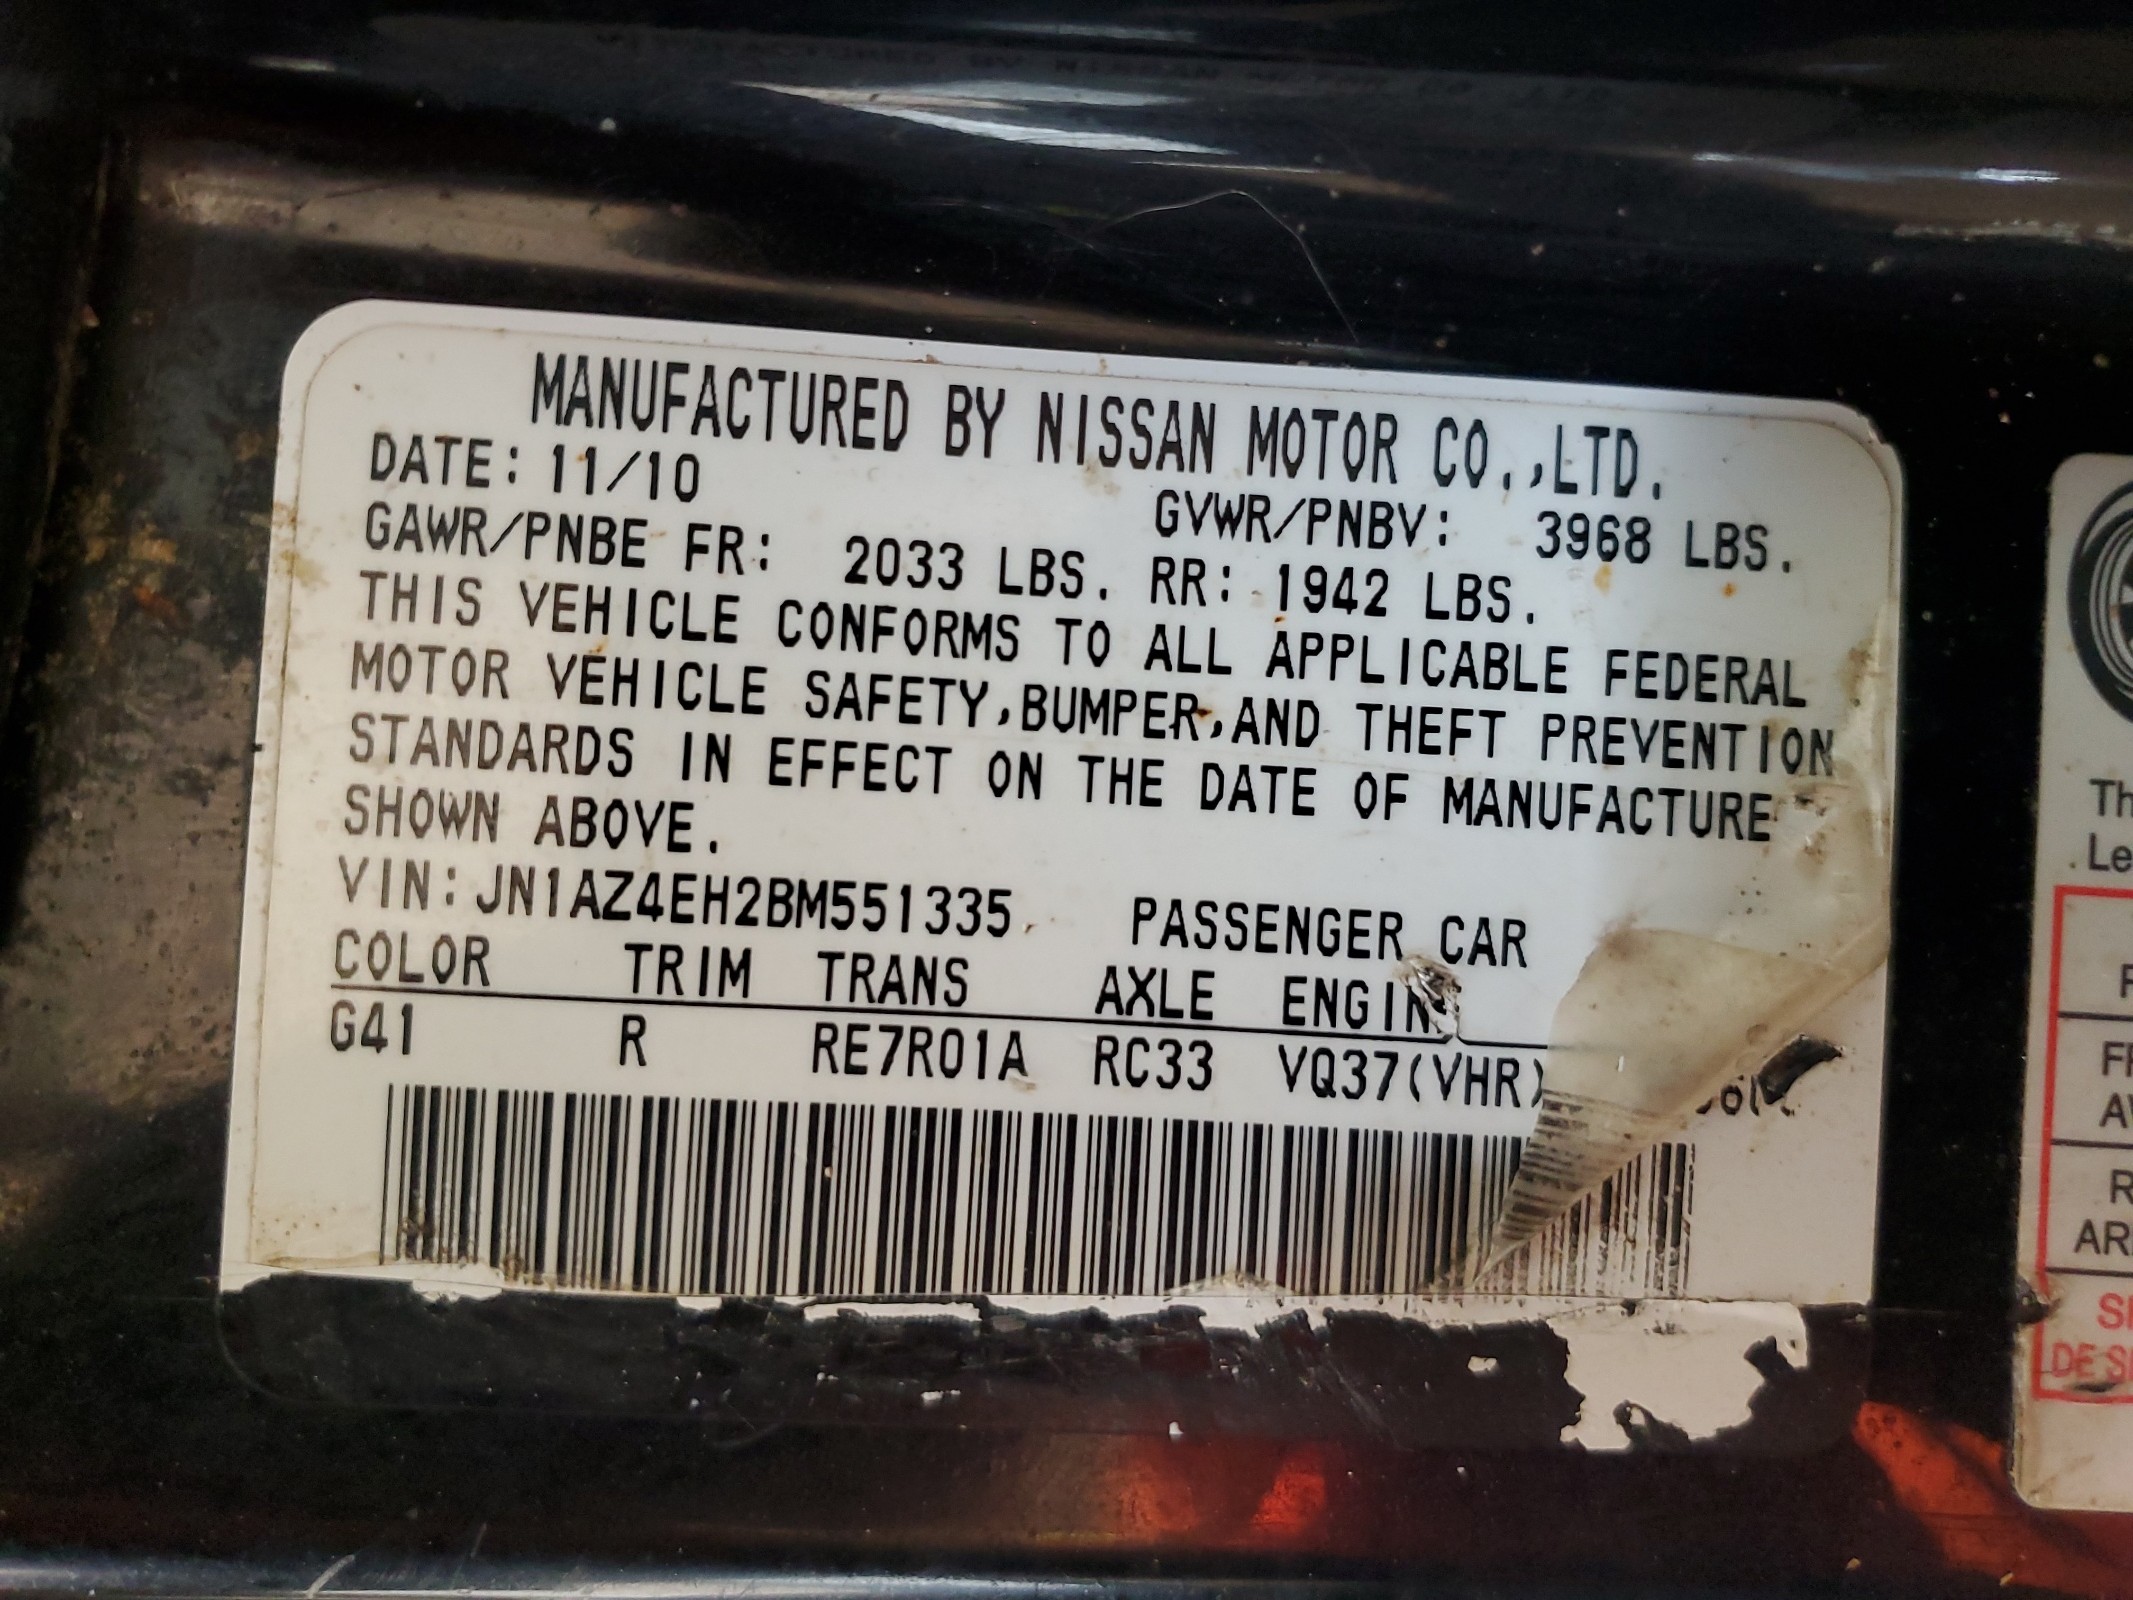 MANUFACTURED BY NISSAN MOTOR CO.,LTD.
DATE: 11/10 GVWR/PNBV: 3968 LBS.
GAWR/PNBE FR: 2033 LBS. RR: 1942 LBS.
THIS VEHICLE CONFORMS TO ALL APPLICABLE FEDERAL
MOTOR VEHICLE SAFETY,BUMPER,AND THEFT PREVENTION
STANDARDS IN EFFECT ON THE DATE OF MANUFACTURE
SHOWN ABOVE.
VIN: JN1AZ4EH2BM551335 PASSENGER CAR
COLOR TRIM TRANS AXLE
G41 R RE7R01A RC33 VQ37(VHR)